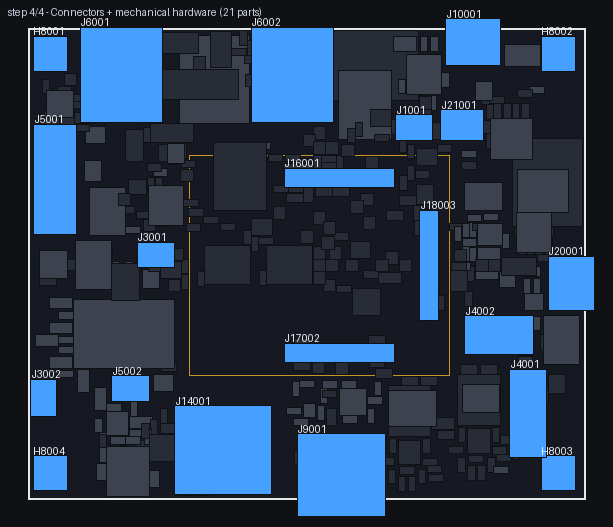 step 4/4 - Connectors + mechanical hardware (21 parts)
J10001
J6001
J6002
H8001
H8002
J1001
J21001
J5001
J16001
J18003
J3001
J20001
J4002
J17002
J4001
J3002
J5002
J14001
J9001
H8004
H8003